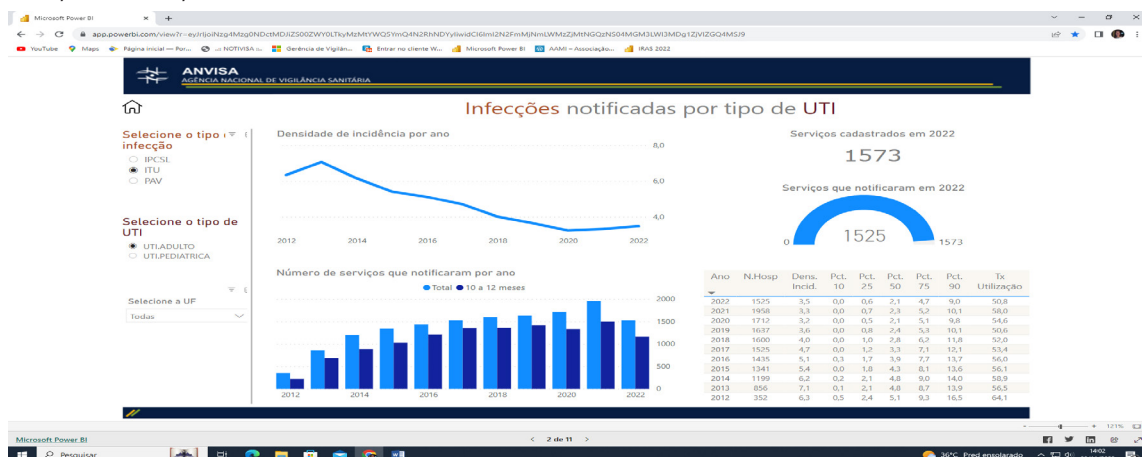 Microsoft Power BI
YouTube
Maps
Página inicial — Por...
Gerência de Vigilân...
Entrar no cliente W...
Microsoft Power BI
AAMI – Associação...
IRAS 2022
ANVISA
AGÊNCIA NACIONAL DE VIGILÂNCIA SANITÁRIA
Infecções notificadas por tipo de UTI
Selecione o tipo
infecção
IPCSL
ITU
PAV
Selecione o tipo de
UTI
UTI.ADULTO
UTI.PEDIATRICA
Selecione a UF
Todas
Densidade de incidência por ano
8,0
6,0
4,0
2012 2014 2016 2018 2020 2022
Número de serviços que notificaram por ano
Total 10 a 12 meses
2000
1500
1000
500
0
2012 2014 2016 2018 2020 2022
Serviços cadastrados em 2022
1573
Serviços que notificaram em 2022
1525
0 1573
Ano N.Hosp Dens. Incid. Pct. 10 Pct. 25 Pct. 50 Pct. 75 Pct. 90 Tx Utilização
2022 1525 3,5 0,0 0,6 2,1 4,7 9,0 50,8
2021 1958 3,3 0,0 0,7 2,3 5,2 10,1 58,0
2020 1712 3,2 0,0 0,5 2,1 5,1 9,8 54,6
2019 1637 3,6 0,0 0,8 2,4 5,3 10,1 50,6
2018 1600 4,0 0,0 1,0 2,8 6,2 11,8 52,0
2017 1525 4,7 0,0 1,2 3,3 7,1 12,1 53,4
2016 1435 5,1 0,3 1,7 3,9 7,7 13,7 56,0
2015 1341 5,4 0,0 1,8 4,3 8,1 13,6 56,1
2014 1199 6,2 0,2 2,1 4,8 9,0 14,0 58,9
2013 856 7,1 0,1 2,1 4,8 8,7 13,9 56,5
2012 352 6,3 0,5 2,4 5,1 9,3 16,5 64,1
121%
Microsoft Power BI
2 de 11
Pesquisar
36°C Pred ensolarado
14:02